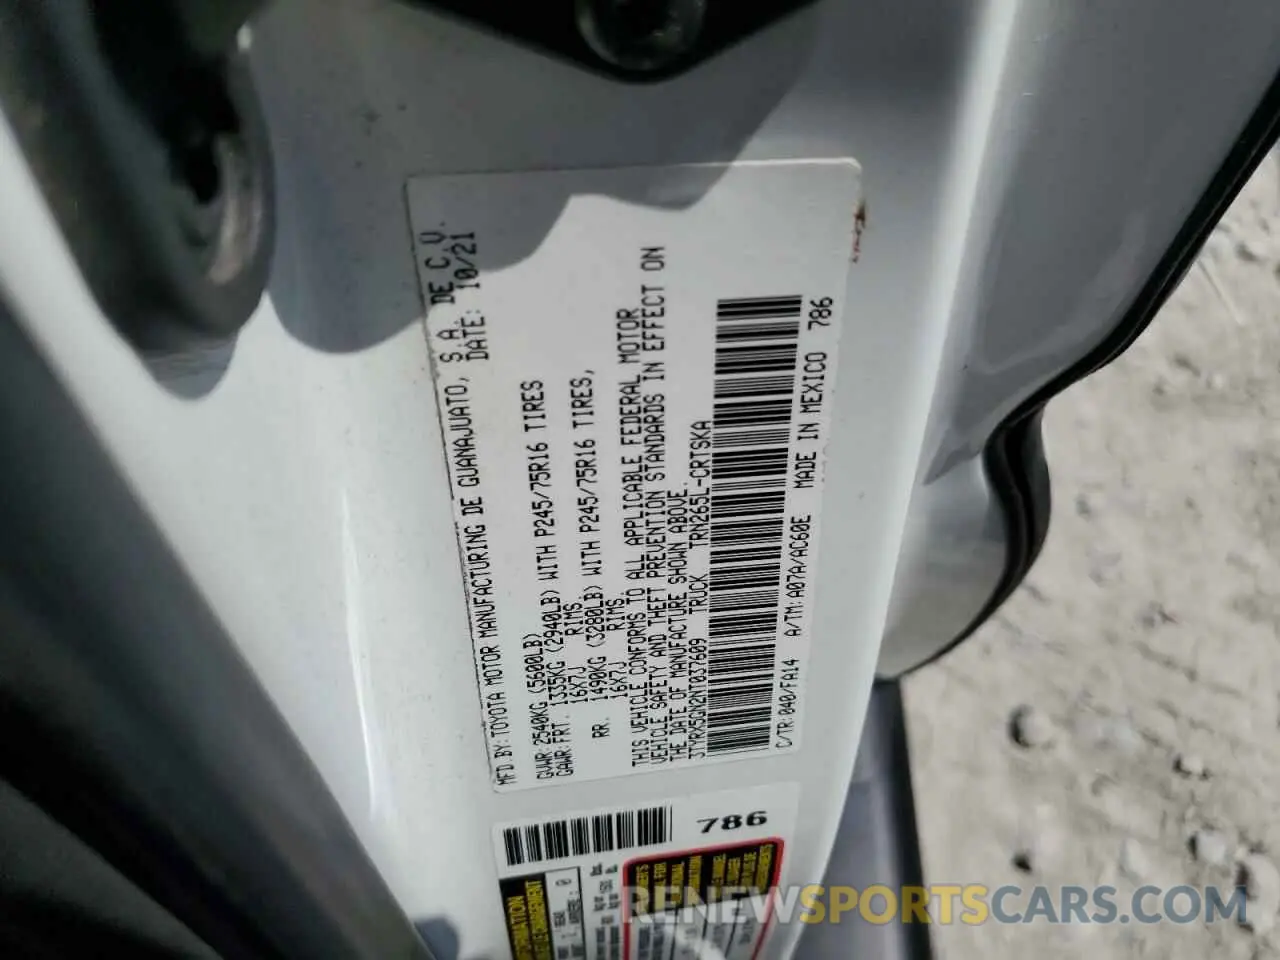 MFD BY: TOYOTA MOTOR MANUFACTURING DE GUANAJUATO, S.A. DE C.V.
DATE: 10/21
GVWR: 2540KG (5600LB)
GAWR: FRT. 1335KG (2940LB) WITH P245/75R16 TIRES
16X7J RIMS.
RR. 1490KG (3280LB) WITH P245/75R16 TIRES,
16X7J RIMS.
THIS VEHICLE CONFORMS TO ALL APPLICABLE FEDERAL MOTOR
VEHICLE SAFETY AND THEFT PREVENTION STANDARDS IN EFFECT ON
THE DATE OF MANUFACTURE SHOWN ABOVE.
3TYRX5GN2NT037609 TRUCK TRN265L-CRTSKA
C/TR: 040/FA14 A/TM: A07A/AC60E MADE IN MEXICO 786
786
RENEWSPORTSCARS.COM